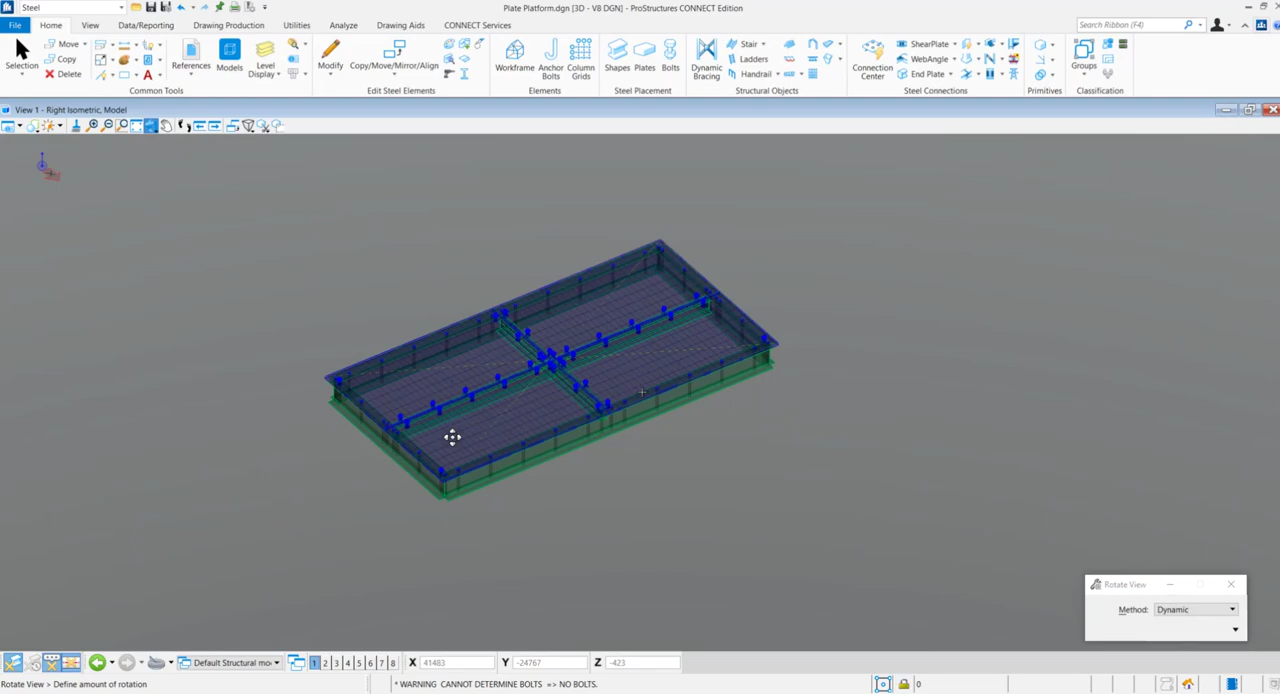 Steel
Plate Platform.dgn [3D - V8 DGN] - ProStructures CONNECT Edition
File
Home
View
Data/Reporting
Drawing Production
Utilities
Analyze
Drawing Aids
CONNECT Services
Search Ribbon (F4)
Selection
Move
Copy
Delete
References
Models
Level Display
Modify
Copy/Move/Mirror/Align
Workframe
Anchor Bolts
Column Grids
Shapes
Plates
Bolts
Dynamic Bracing
Stair
Ladders
Handrail
Connection Center
ShearPlate
WebAngle
End Plate
Groups
Common Tools
Edit Steel Elements
Elements
Steel Placement
Structural Objects
Steel Connections
Primitives
Classification
View 1 - Right Isometric, Model
Rotate View
Method:
Dynamic
Default Structural mo
1 2 3 4 5 6 7 8
X 41483
Y -24767
Z -423
Rotate View > Define amount of rotation
* WARNING CANNOT DETERMINE BOLTS => NO BOLTS.
0